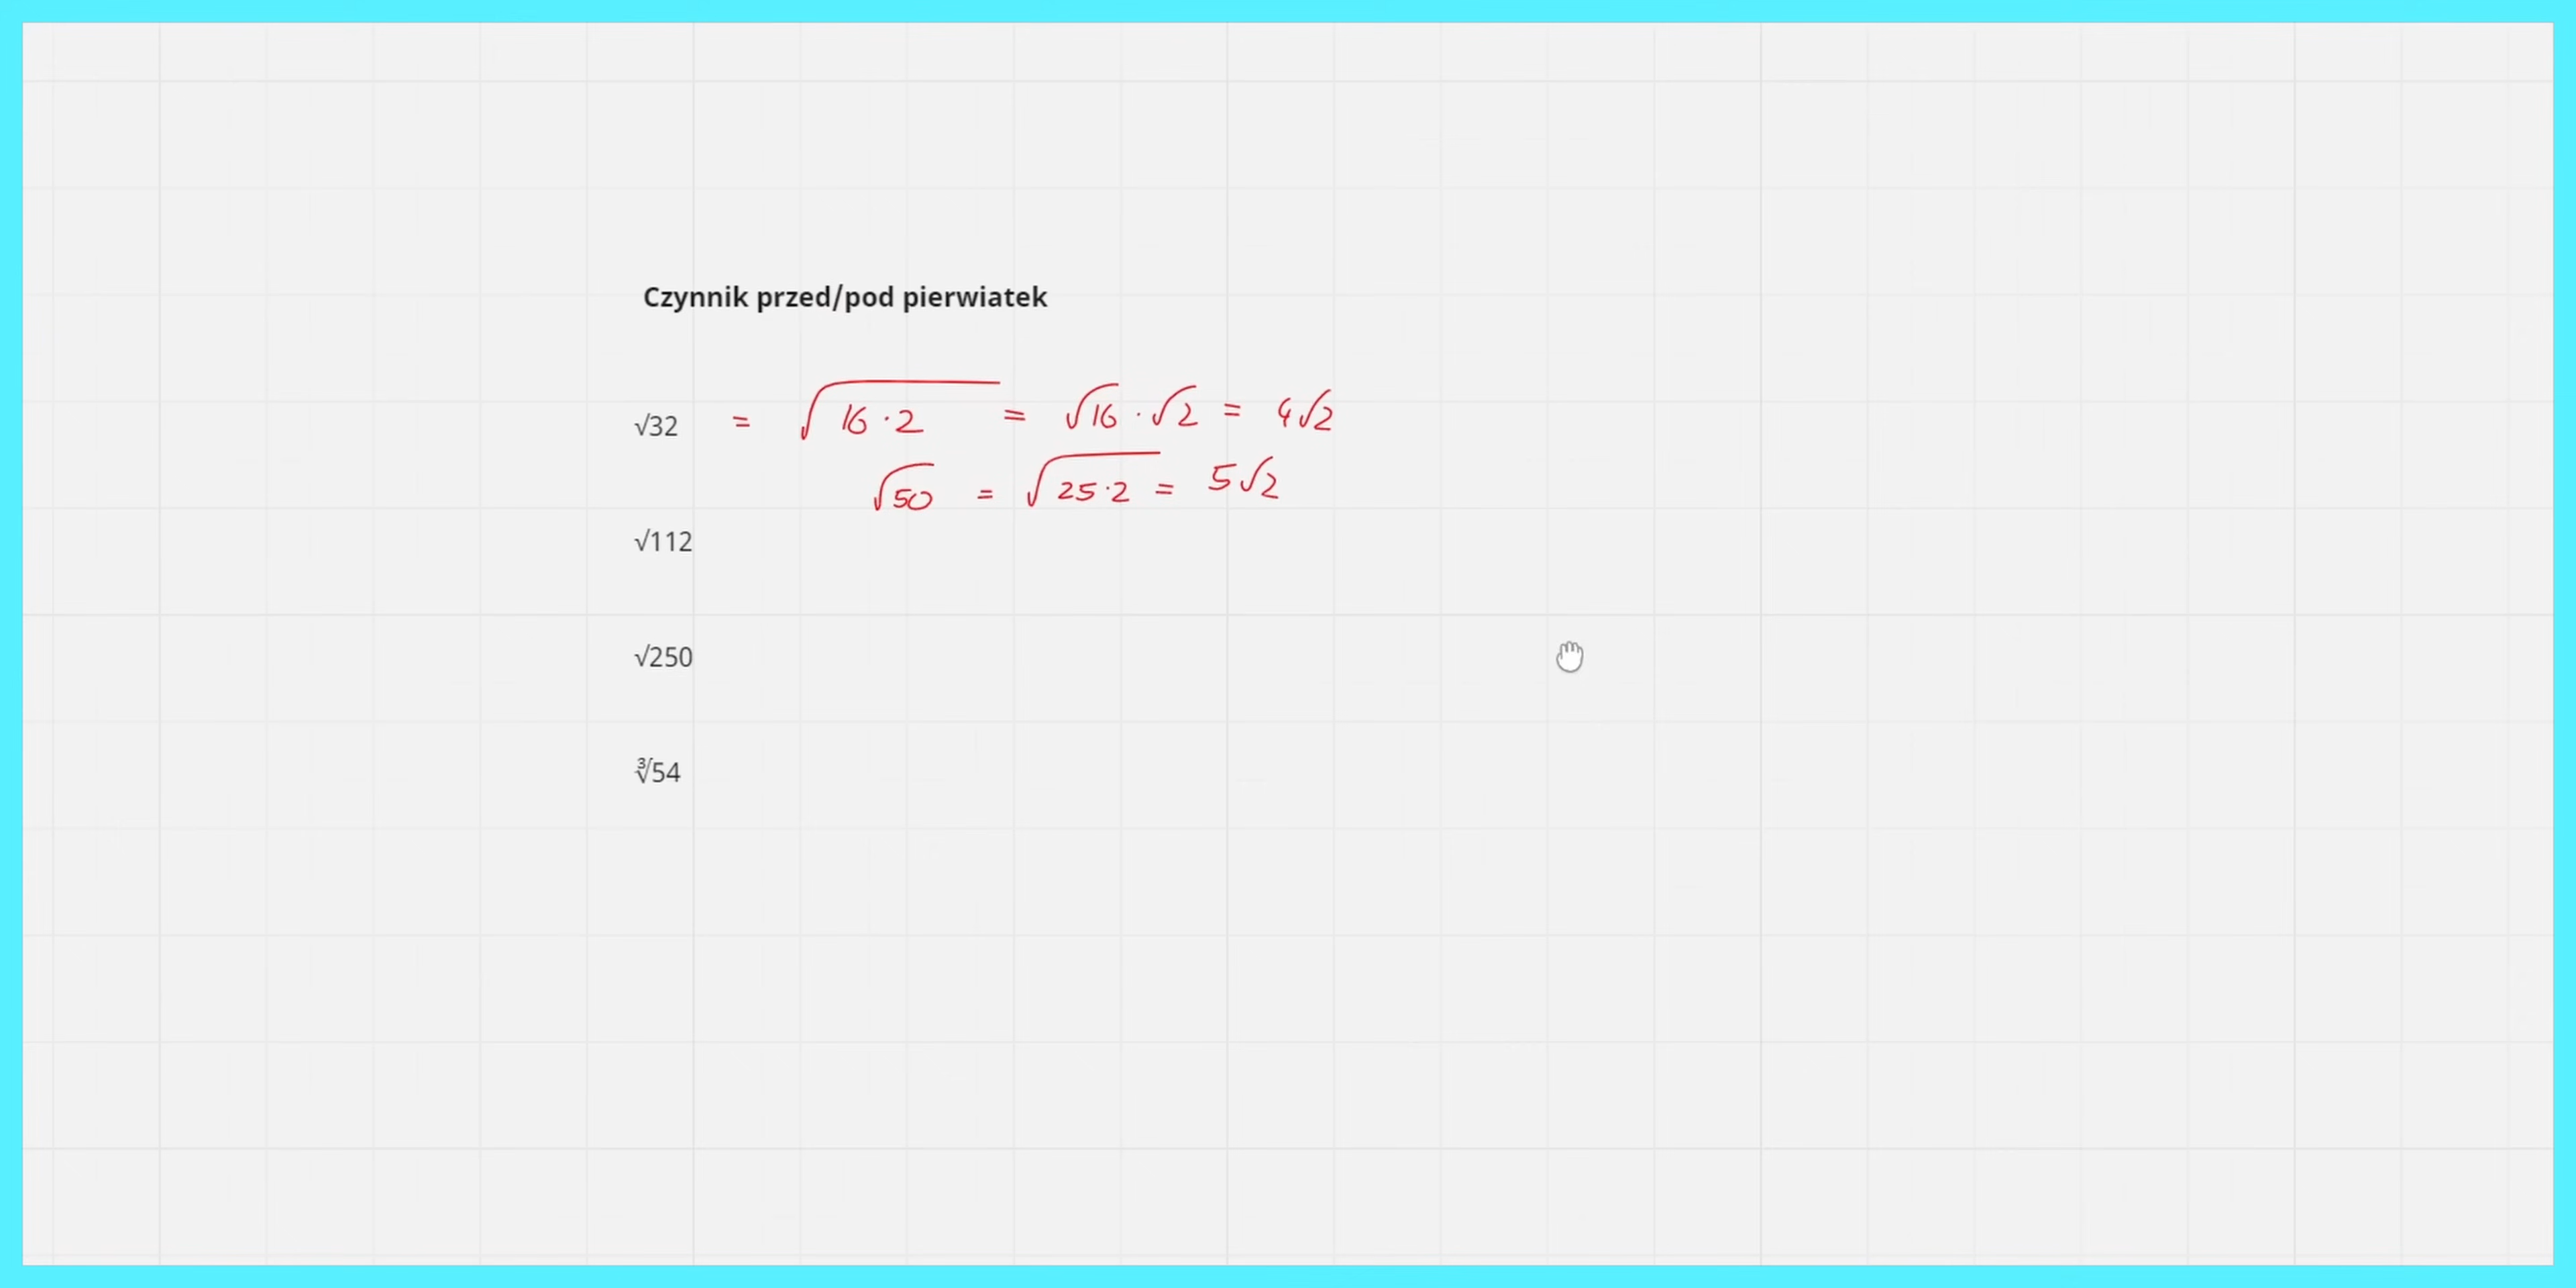 Czynnik przed/pod pierwiatek
√32 = √16·2 = √16·√2 = 4√2
√50 = √25·2 = 5√2
√112
√250
∛54